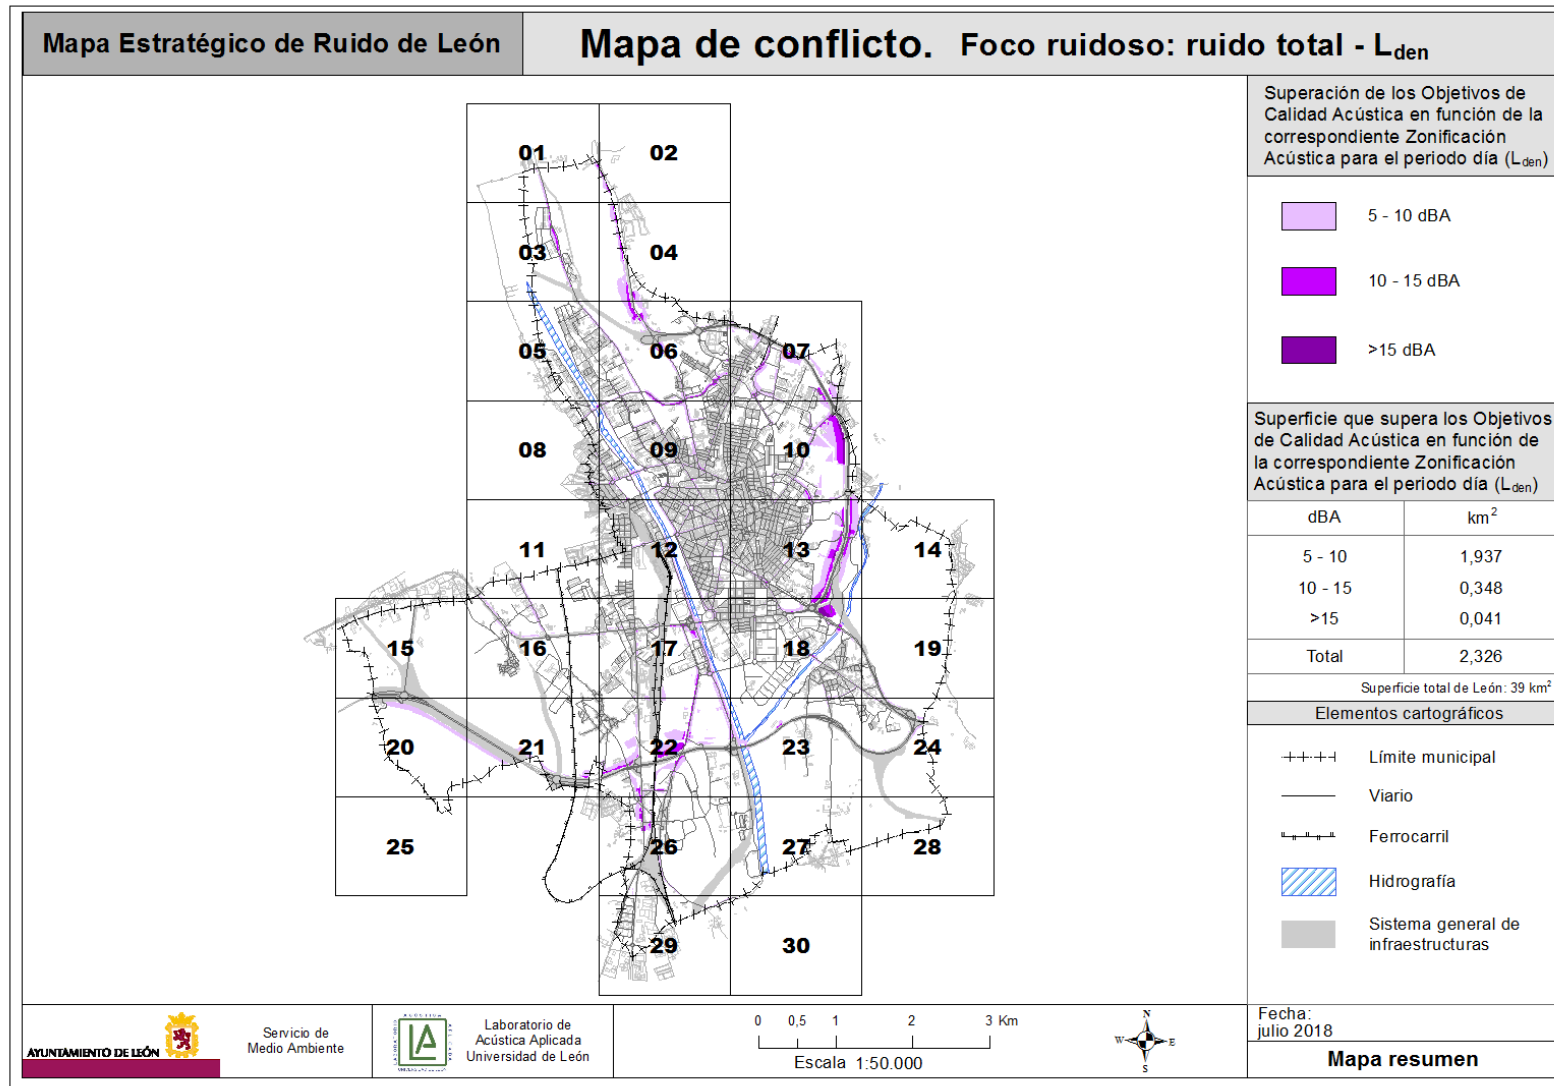 Mapa Estratégico de Ruido de León
Mapa de conflicto. Foco ruidoso: ruido total - Lden
Superación de los Objetivos de
Calidad Acústica en función de la
correspondiente Zonificación
Acústica para el periodo día (Lden)
5 - 10 dBA
10 - 15 dBA
>15 dBA
Superficie que supera los Objetivos
de Calidad Acústica en función de
la correspondiente Zonificación
Acústica para el periodo día (Lden)
dBA km²
5 - 10 1,937
10 - 15 0,348
>15 0,041
Total 2,326
Superficie total de León: 39 km²
Elementos cartográficos
Límite municipal
Viario
Ferrocarril
Hidrografía
Sistema general de
infraestructuras
01 02
03 04
05 06 07
08 09 10
11 12 13 14
15 16 17 18 19
20 21 22 23 24
25 26 27 28
29 30
AYUNTAMIENTO DE LEÓN
Servicio de
Medio Ambiente
LA
Laboratorio de
Acústica Aplicada
Universidad de León
0 0,5 1 2 3 Km
Escala 1:50.000
N
W E
S
Fecha:
julio 2018
Mapa resumen